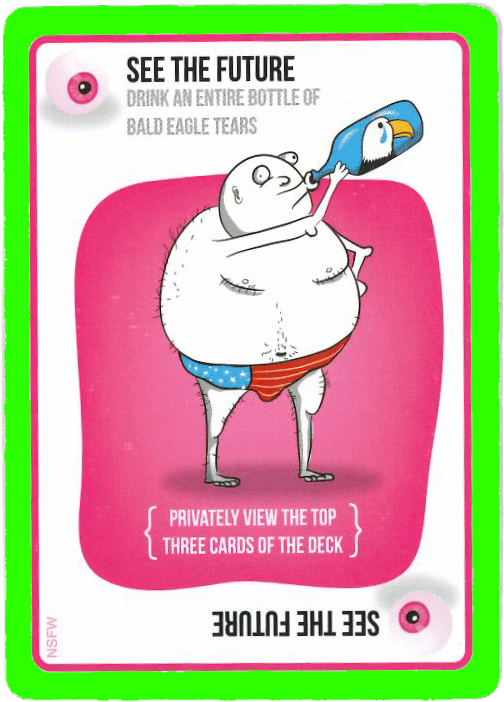 SEE THE FUTURE
DRINK AN ENTIRE BOTTLE OF
BALD EAGLE TEARS
PRIVATELY VIEW THE TOP
THREE CARDS OF THE DECK
SEE THE FUTURE
NSFW